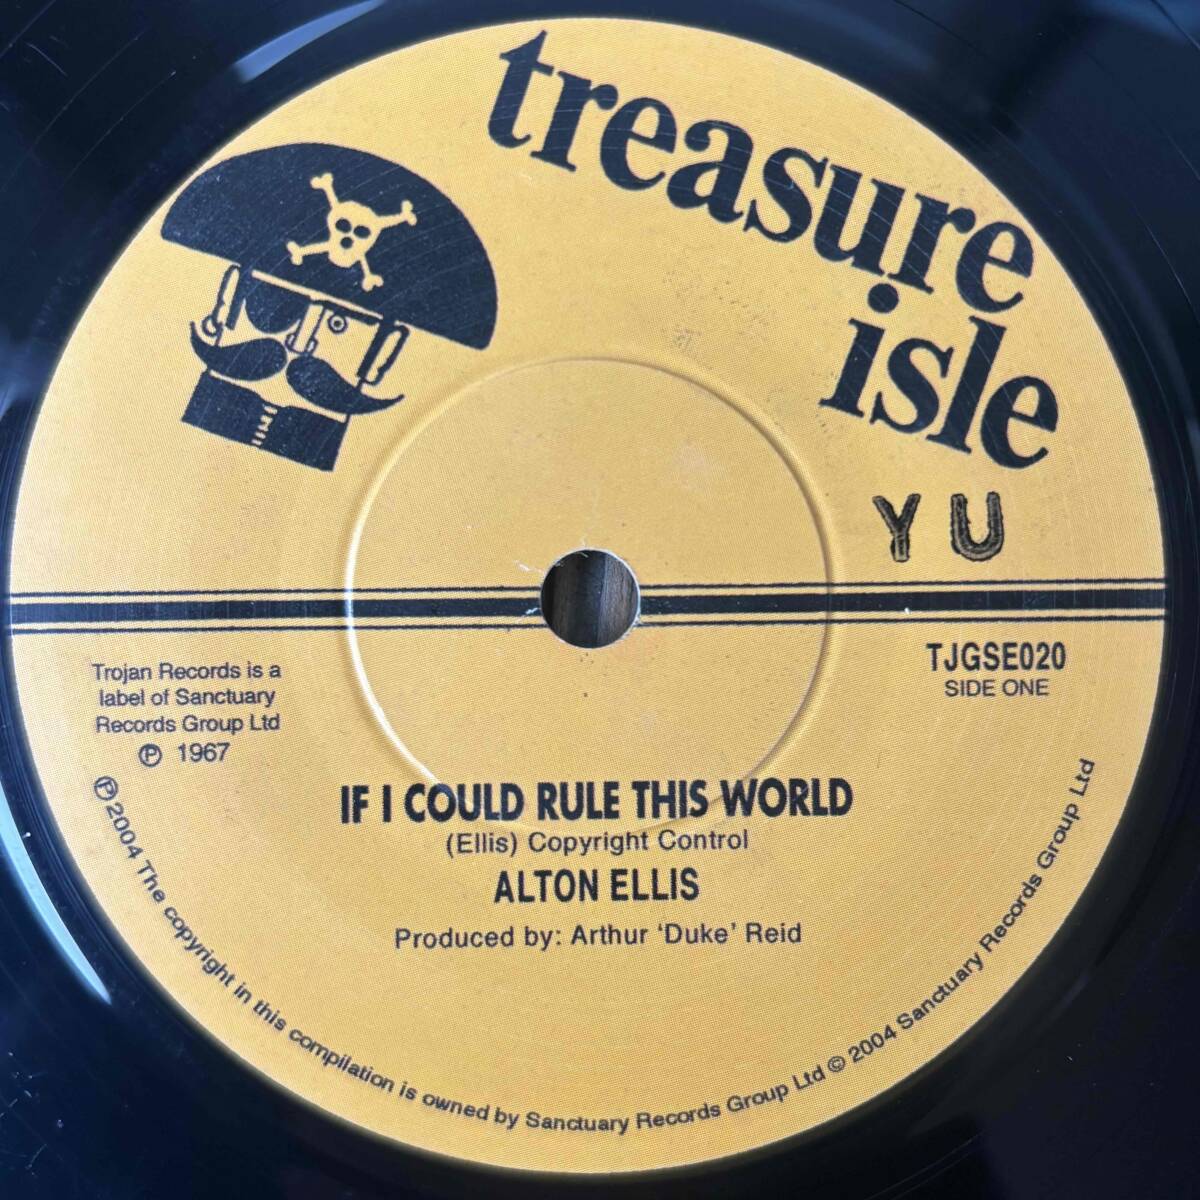 treasure
isle
Y U
TJGSE020
SIDE ONE
Trojan Records is a
label of Sanctuary
Records Group Ltd
℗ 1967
IF I COULD RULE THIS WORLD
(Ellis) Copyright Control
ALTON ELLIS
Produced by: Arthur 'Duke' Reid
℗ 2004 The copyright in this compilation is owned by Sanctuary Records Group Ltd © 2004 Sanctuary Records Group Ltd